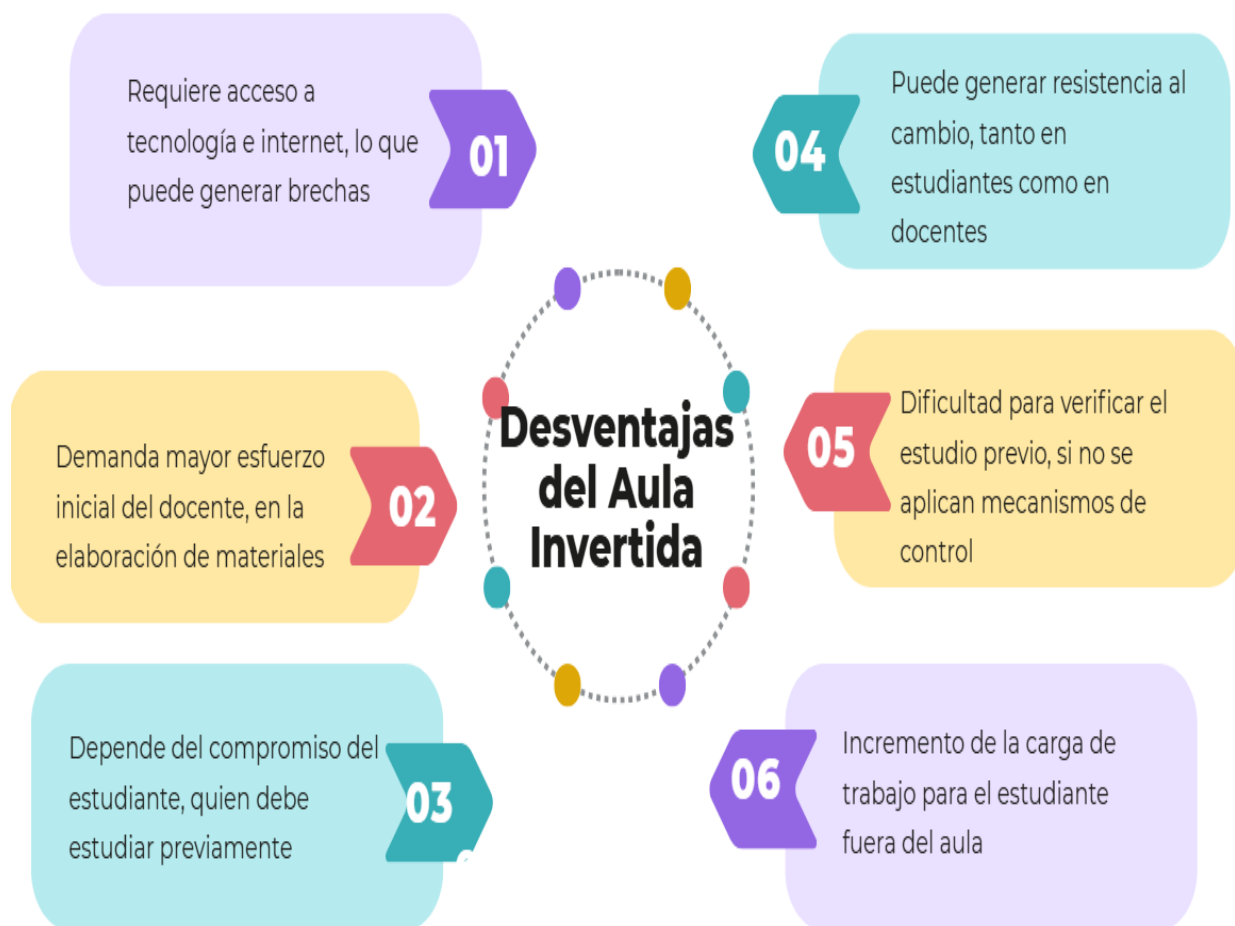 Requiere acceso a
tecnología e internet, lo que
puede generar brechas
01
Demanda mayor esfuerzo
inicial del docente, en la
elaboración de materiales
02
Depende del compromiso del
estudiante, quien debe
estudiar previamente
03
Desventajas
del Aula
Invertida
04
Puede generar resistencia al
cambio, tanto en
estudiantes como en
docentes
05
Dificultad para verificar el
estudio previo, si no se
aplican mecanismos de
control
06
Incremento de la carga de
trabajo para el estudiante
fuera del aula